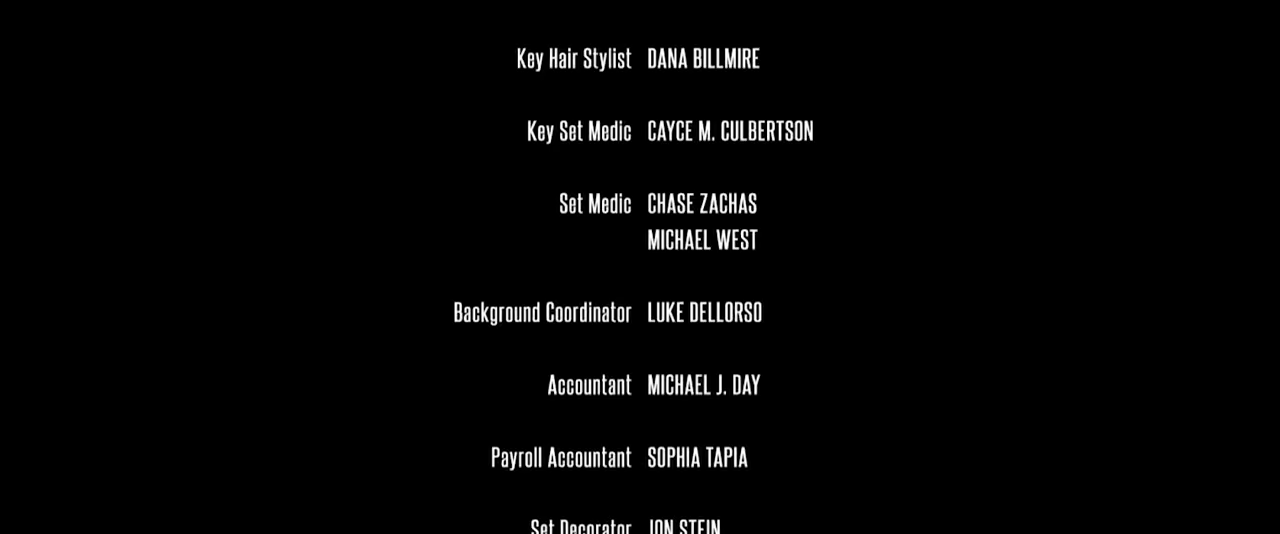 Key Hair Stylist DANA BILLMIRE
Key Set Medic CAYCE M. CULBERTSON
Set Medic CHASE ZACHAS
MICHAEL WEST
Background Coordinator LUKE DELLORSO
Accountant MICHAEL J. DAY
Payroll Accountant SOPHIA TAPIA
Set Decorator JON STEIN